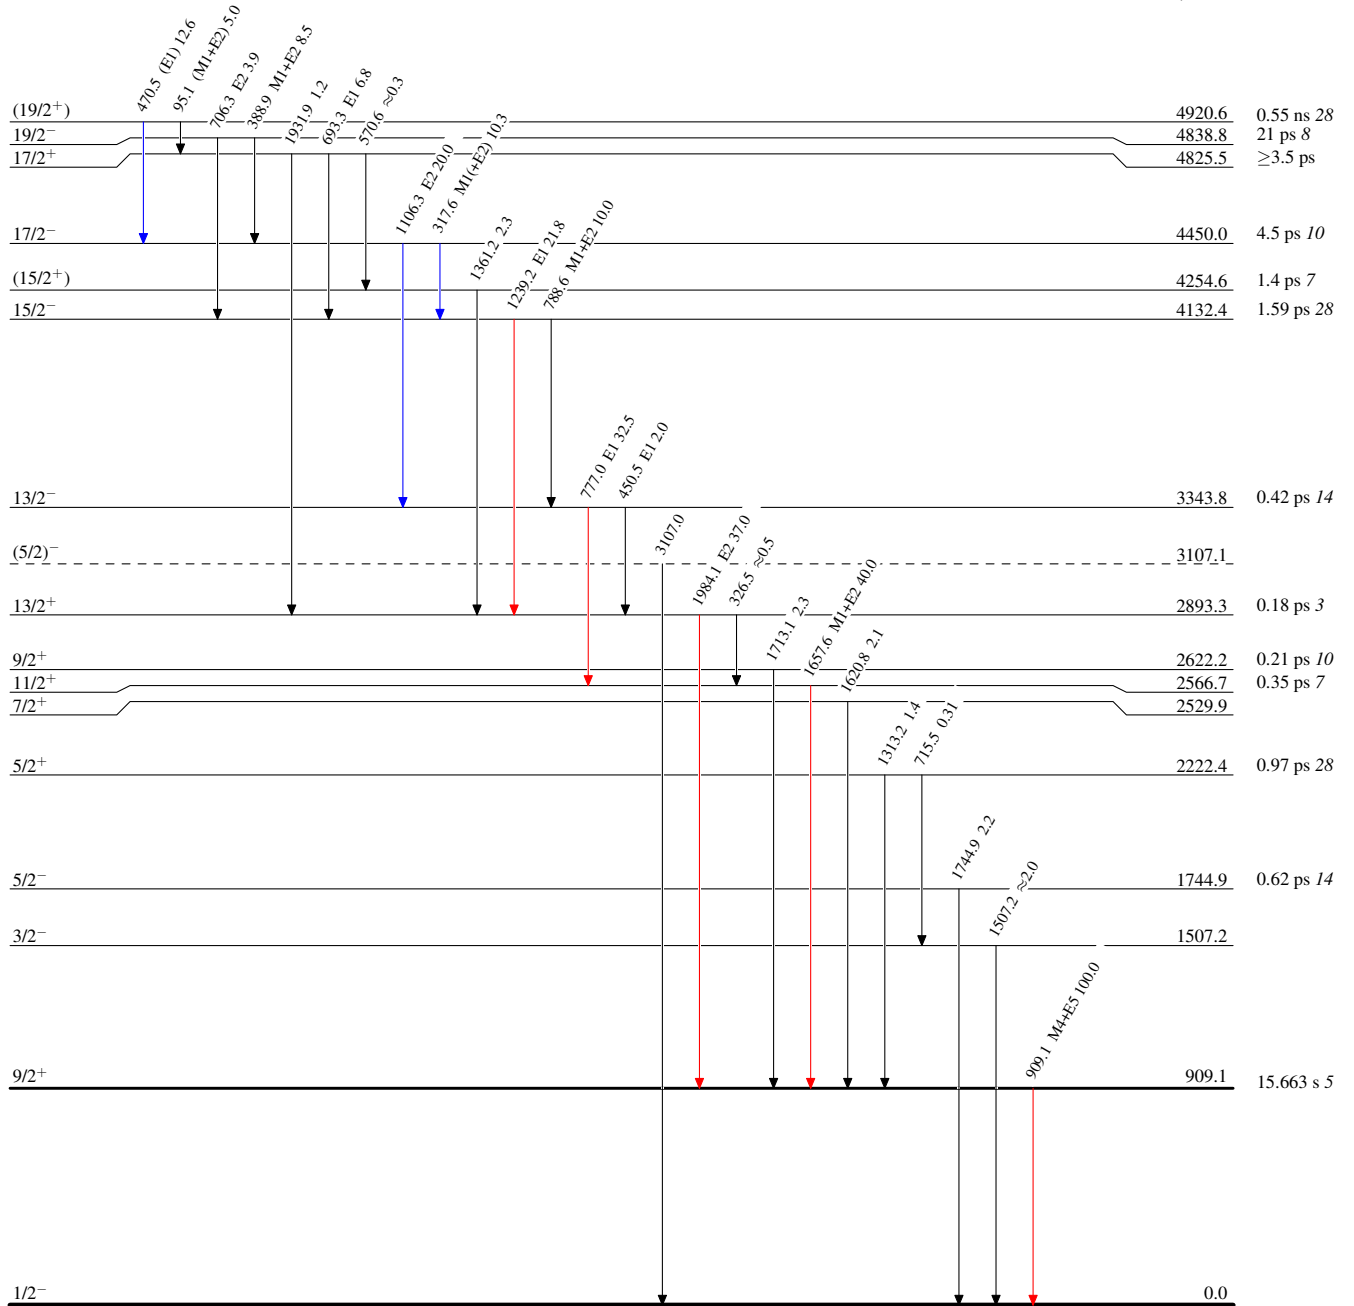 470.5 (E1) 12.6
95.1 (M1+E2) 5.0
706.3 E2 3.9
388.9 M1+E2 8.5
1931.9 1.2
693.3 E1 6.8
570.6 ≈0.3
(19/2⁺) 4920.6 0.55 ns 28
19/2⁻ 4838.8 21 ps 8
17/2⁺ 4825.5 ≥3.5 ps
1106.3 E2 20.0
317.6 M1(+E2) 10.3
17/2⁻ 4450.0 4.5 ps 10
1361.2 2.3
1239.2 E1 21.8
788.6 M1+E2 10.0
(15/2⁺) 4254.6 1.4 ps 7
15/2⁻ 4132.4 1.59 ps 28
777.0 E1 32.5
450.5 E1 2.0
13/2⁻ 3343.8 0.42 ps 14
3107.0
(5/2)⁻ 3107.1
1984.1 E2 37.0
326.5 ≈0.5
13/2⁺ 2893.3 0.18 ps 3
1713.1 2.3
1657.6 M1+E2 40.0
1620.8 2.1
9/2⁺ 2622.2 0.21 ps 10
11/2⁺ 2566.7 0.35 ps 7
7/2⁺ 2529.9
1313.2 1.4
715.5 0.31
5/2⁺ 2222.4 0.97 ps 28
1744.9 2.2
5/2⁻ 1744.9 0.62 ps 14
1507.2 ≈2.0
3/2⁻ 1507.2
909.1 M4+E5 100.0
9/2⁺ 909.1 15.663 s 5
1/2⁻ 0.0